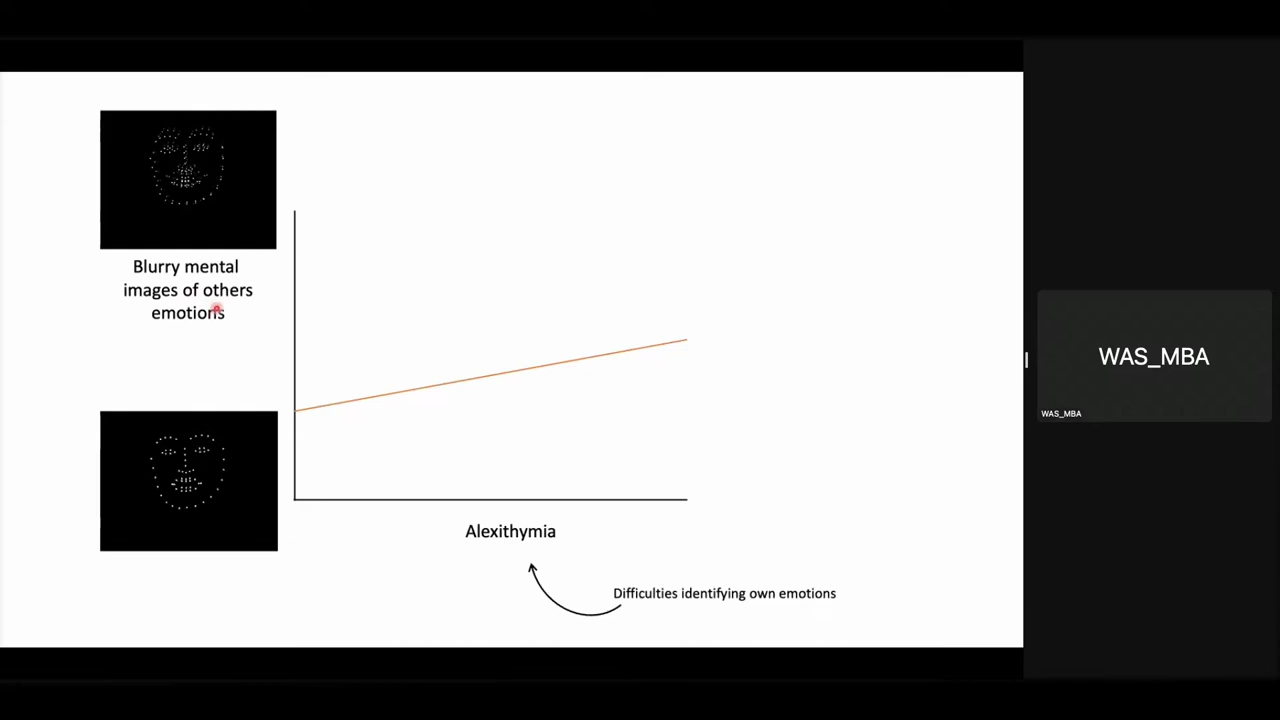 Blurry mental
images of others
emotions
Alexithymia
Difficulties identifying own emotions
WAS_MBA
WAS_MBA